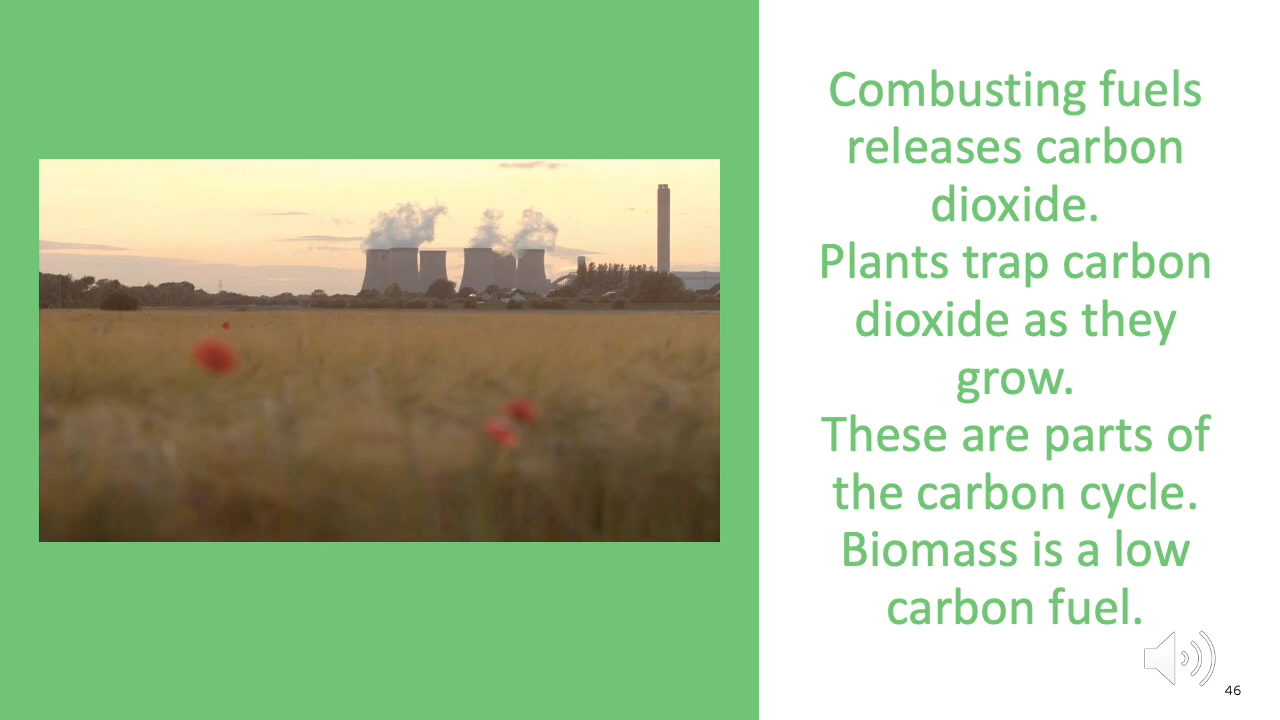 Combusting fuels
releases carbon
dioxide.
Plants trap carbon
dioxide as they
grow.
These are parts of
the carbon cycle.
Biomass is a low
carbon fuel.
46